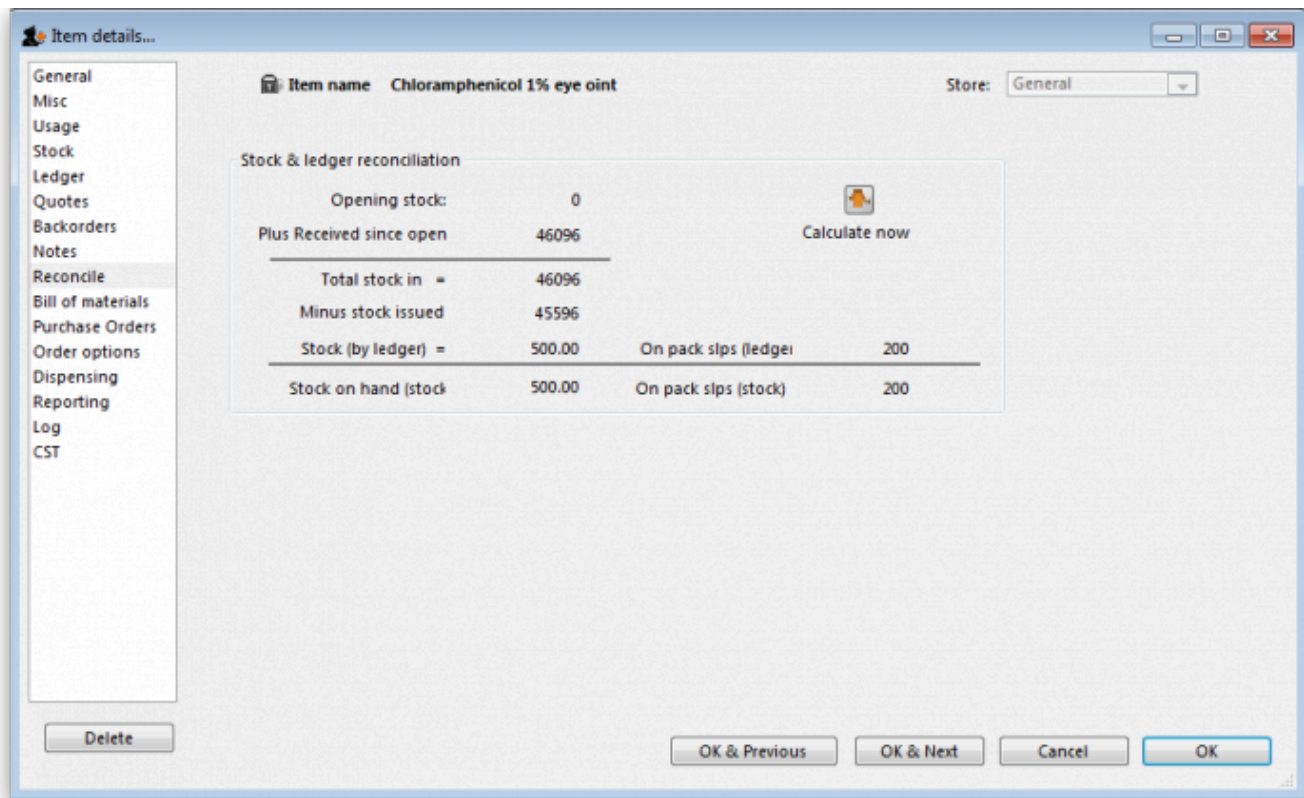 Item details...
General
Misc
Usage
Stock
Ledger
Quotes
Backorders
Notes
Reconcile
Bill of materials
Purchase Orders
Order options
Dispensing
Reporting
Log
CST
Delete
Item name Chloramphenicol 1% eye oint Store: General
Stock & ledger reconciliation
Opening stock: 0
Plus Received since open 46096 Calculate now
Total stock in = 46096
Minus stock issued 45596
Stock (by ledger) = 500.00 On pack slps (ledger 200
Stock on hand (stock 500.00 On pack slps (stock) 200
OK & Previous OK & Next Cancel OK